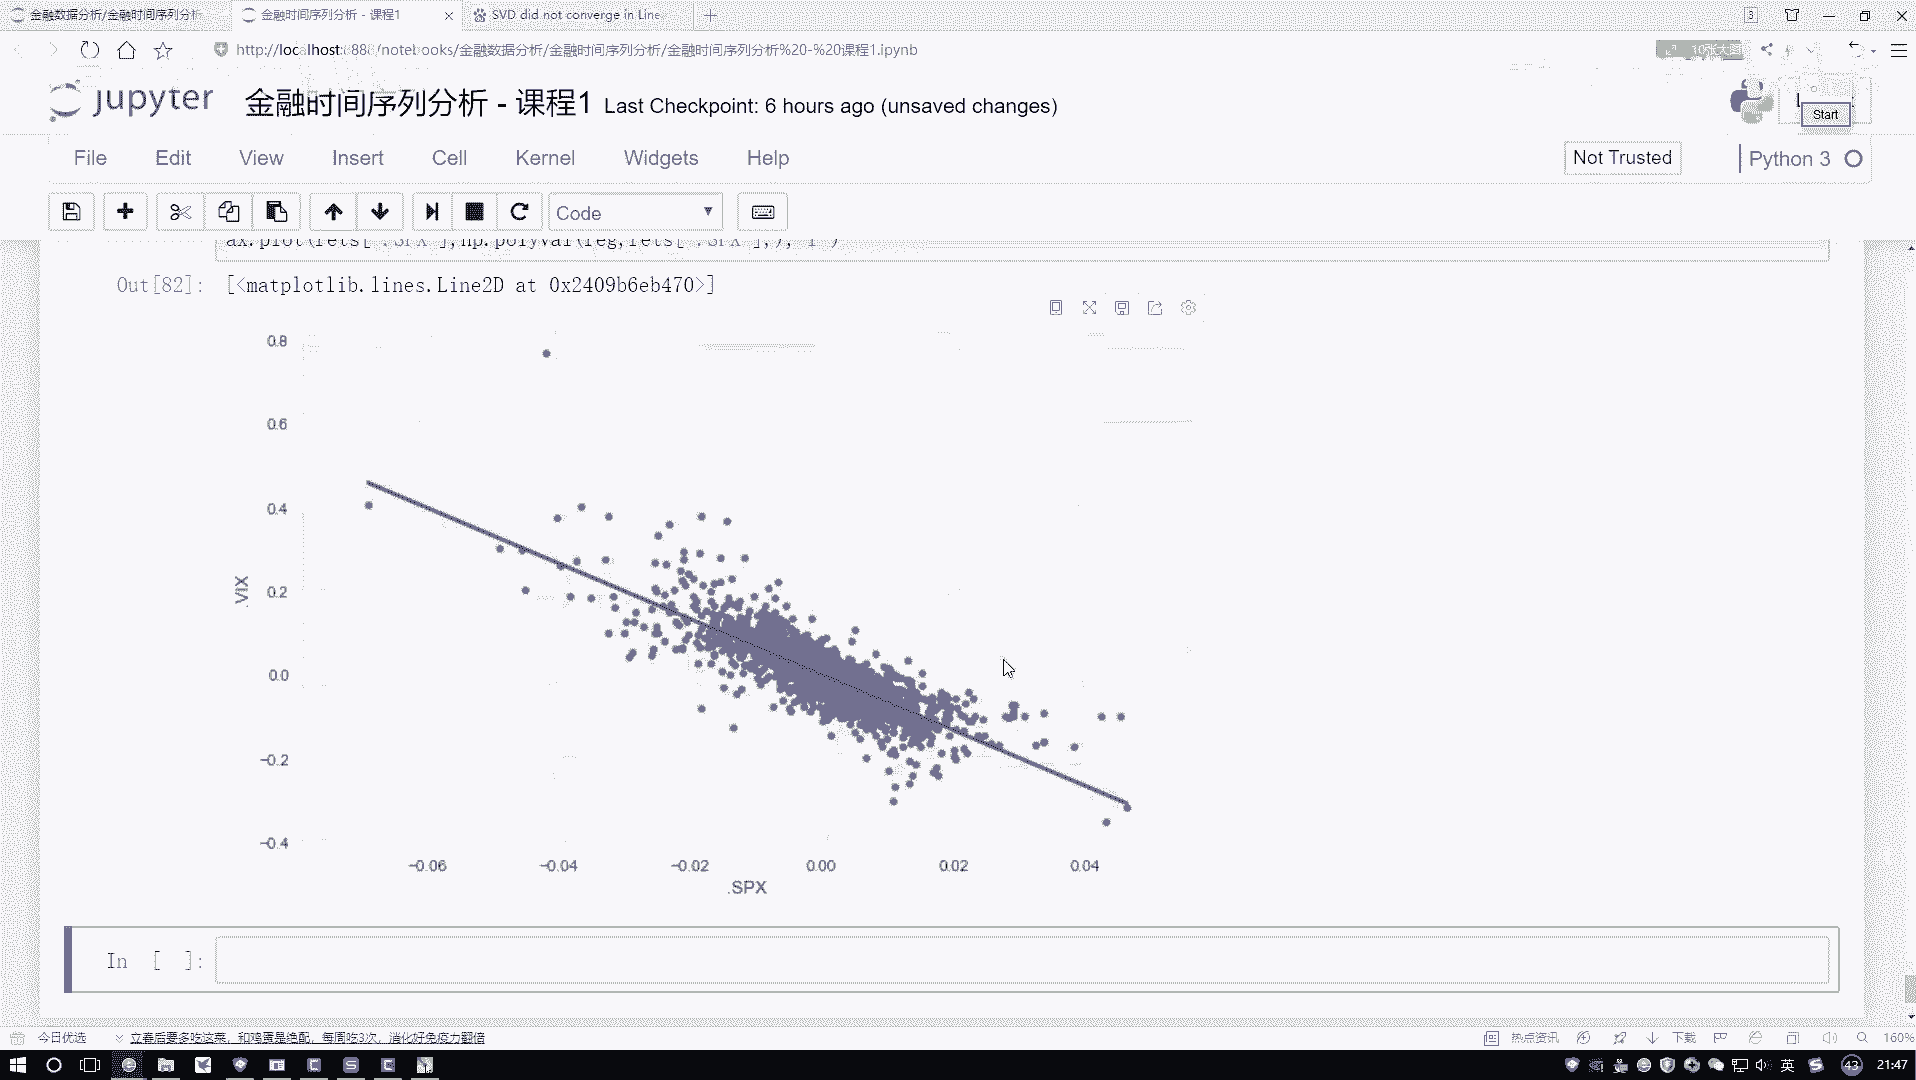 金融数据分析/金融时间序列分析
金融时间序列分析 - 课程1
SVD did not converge in Line
3
http://localhost:888/notebooks/金融数据分析/金融时间序列分析/金融时间序列分析%20-%20课程1.ipynb
10张大图
jupyter 金融时间序列分析 - 课程1 Last Checkpoint: 6 hours ago (unsaved changes)
Start
File Edit View Insert Cell Kernel Widgets Help
Not Trusted
Python 3
Code
Out[82]: [<matplotlib.lines.Line2D at 0x2409b6eb470>]
0.8
0.6
0.4
0.2
0.0
−0.2
−0.4
.VIX
−0.06 −0.04 −0.02 0.00 0.02 0.04
.SPX
In [ ]:
今日优选
立春后要多吃这菜，和鸡蛋是绝配，每周吃3次，消化好免疫力翻倍
热点资讯
下载
160%
英
43
21:47